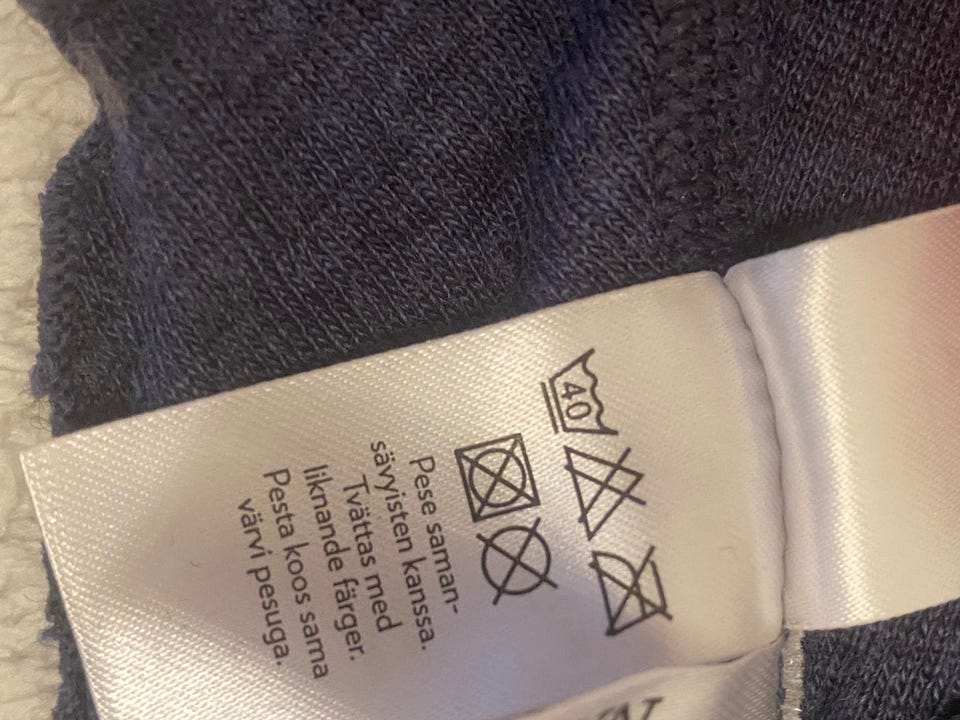 40
Pese saman-
sävyisten kanssa.
Tvättas med
liknande färger.
Pesta koos sama
värvi pesuga.